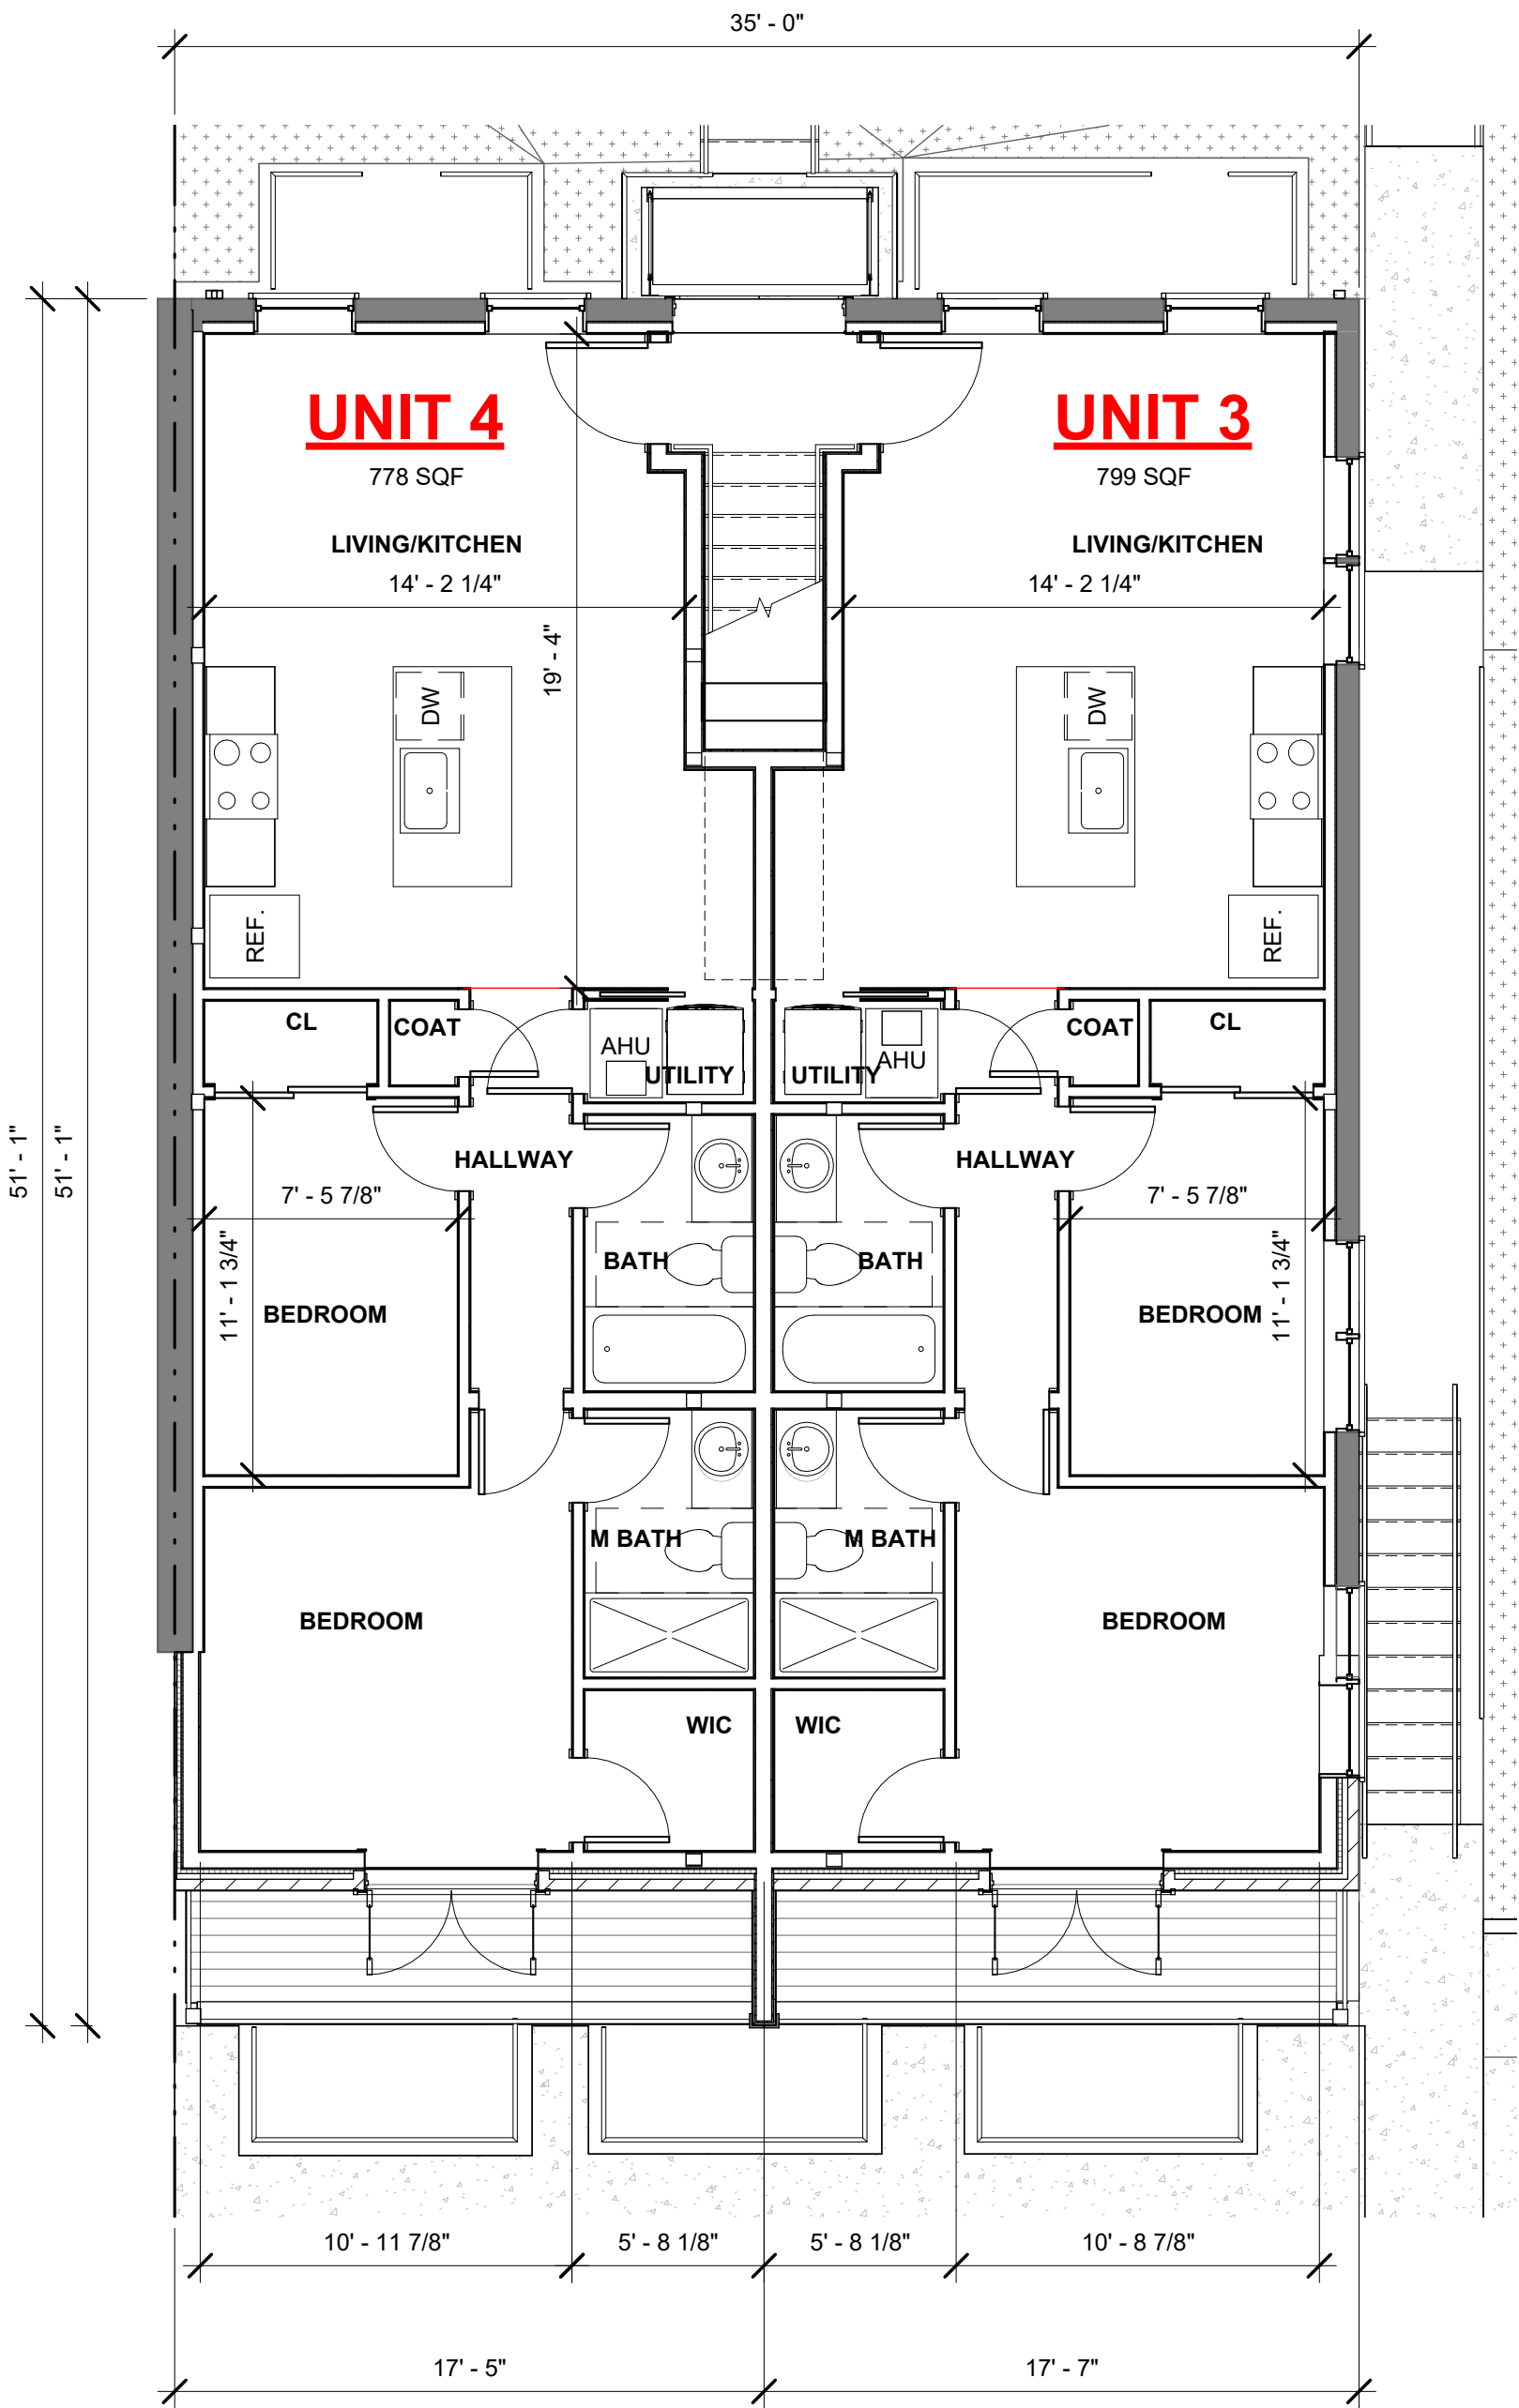 35' - 0"
UNIT 4
UNIT 3
778 SQF
799 SQF
LIVING/KITCHEN
LIVING/KITCHEN
14' - 2 1/4"
14' - 2 1/4"
19' - 4"
DW
DW
REF.
REF.
CL
COAT
COAT
CL
AHU
AHU
UTILITY
UTILITY
51' - 1"
51' - 1"
HALLWAY
HALLWAY
7' - 5 7/8"
7' - 5 7/8"
11' - 1 3/4"
11' - 1 3/4"
BATH
BATH
BEDROOM
BEDROOM
M BATH
M BATH
BEDROOM
BEDROOM
WIC
WIC
10' - 11 7/8"
5' - 8 1/8"
5' - 8 1/8"
10' - 8 7/8"
17' - 5"
17' - 7"